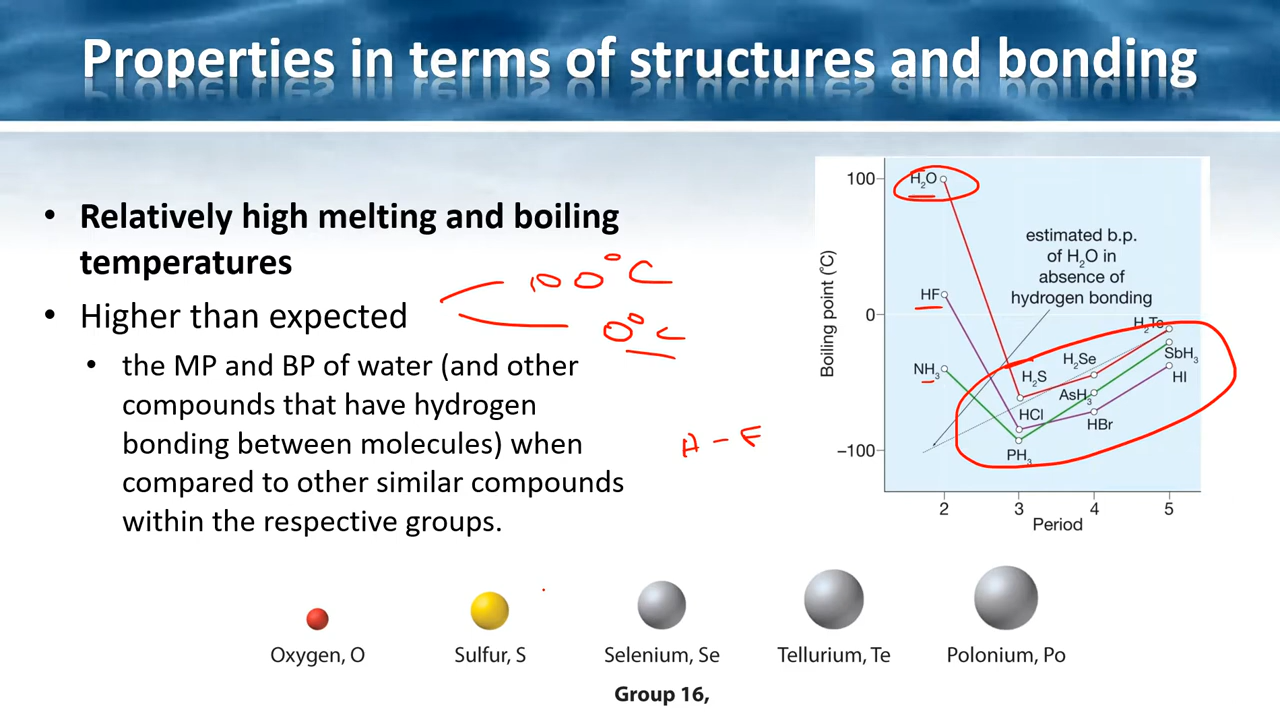 Properties in terms of structures and bonding
• Relatively high melting and boiling
temperatures
• Higher than expected
100°C
0°C
• the MP and BP of water (and other
compounds that have hydrogen
bonding between molecules) when
compared to other similar compounds
within the respective groups.
H - F
Boiling point (°C)
100
0
−100
H₂O
HF
NH₃
estimated b.p.
of H₂O in
absence of
hydrogen bonding
H₂Te
H₂Se
SbH₃
H₂S
HI
AsH₃
HCl
HBr
PH₃
2 3 4 5
Period
Oxygen, O
Sulfur, S
Selenium, Se
Tellurium, Te
Polonium, Po
Group 16,